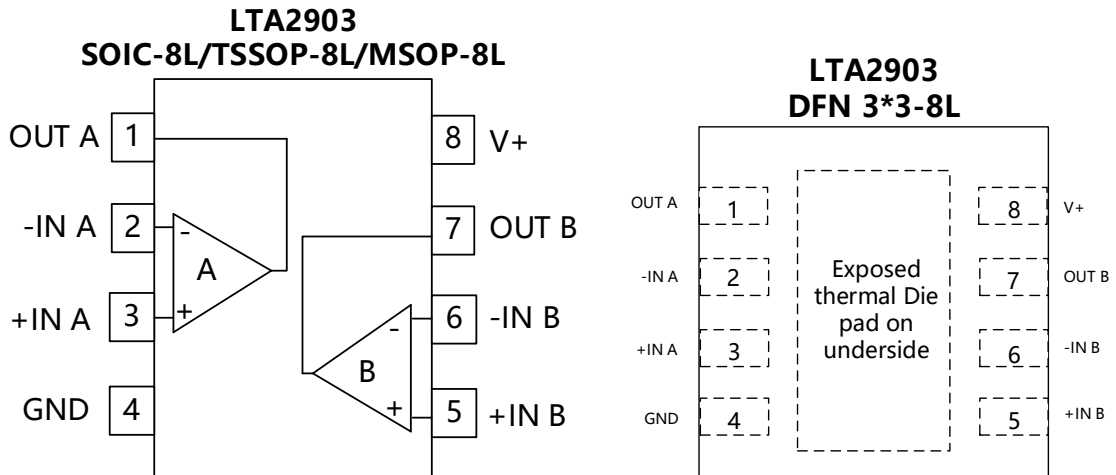 LTA2903
SOIC-8L/TSSOP-8L/MSOP-8L
OUT A 1
8 V+
-IN A 2
-
A
7 OUT B
+IN A 3
+
-
6 -IN B
B
GND 4
+
5 +IN B
LTA2903
DFN 3*3-8L
OUT A 1
8 V+
-IN A 2
7 OUT B
Exposed
thermal Die
pad on
underside
+IN A 3
6 -IN B
GND 4
5 +IN B